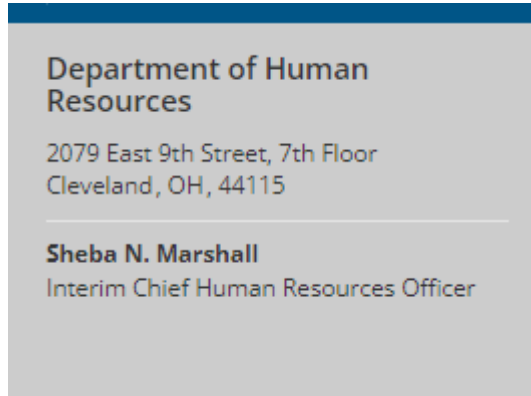 Department of Human
Resources
2079 East 9th Street, 7th Floor
Cleveland, OH, 44115
Sheba N. Marshall
Interim Chief Human Resources Officer